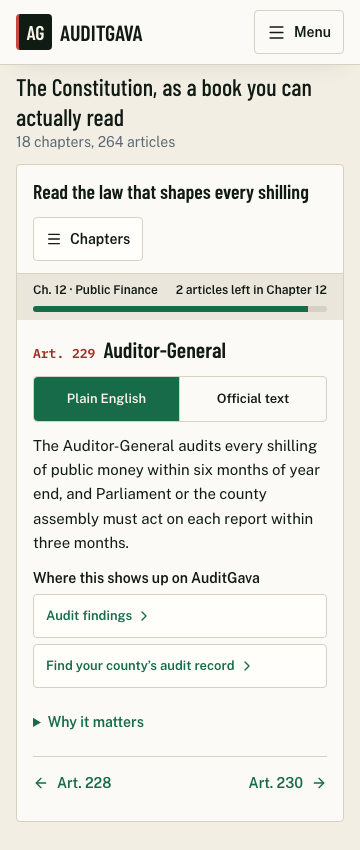 AG AUDITGAVA
Menu
The Constitution, as a book you can
actually read
18 chapters, 264 articles
Read the law that shapes every shilling
Chapters
Ch. 12 · Public Finance 2 articles left in Chapter 12
Art. 229 Auditor-General
Plain English Official text
The Auditor-General audits every shilling
of public money within six months of year
end, and Parliament or the county
assembly must act on each report within
three months.
Where this shows up on AuditGava
Audit findings
Find your county's audit record
Why it matters
Art. 228 Art. 230